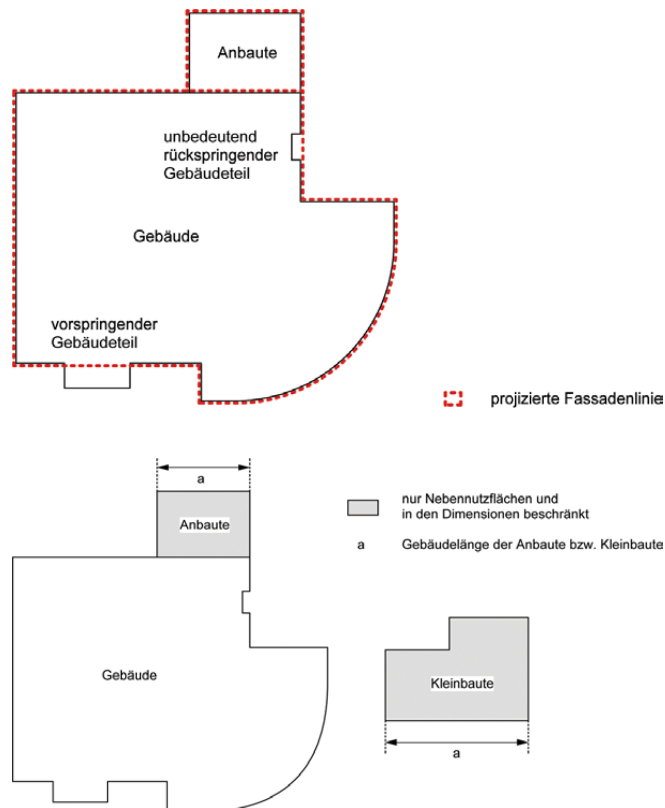 Anbaute
unbedeutend
rückspringender
Gebäudeteil
Gebäude
vorspringender
Gebäudeteil
projizierte Fassadenlinie
a
Anbaute
nur Nebennutzflächen und
in den Dimensionen beschränkt
a Gebäudelänge der Anbaute bzw. Kleinbaute
Gebäude
Kleinbaute
a